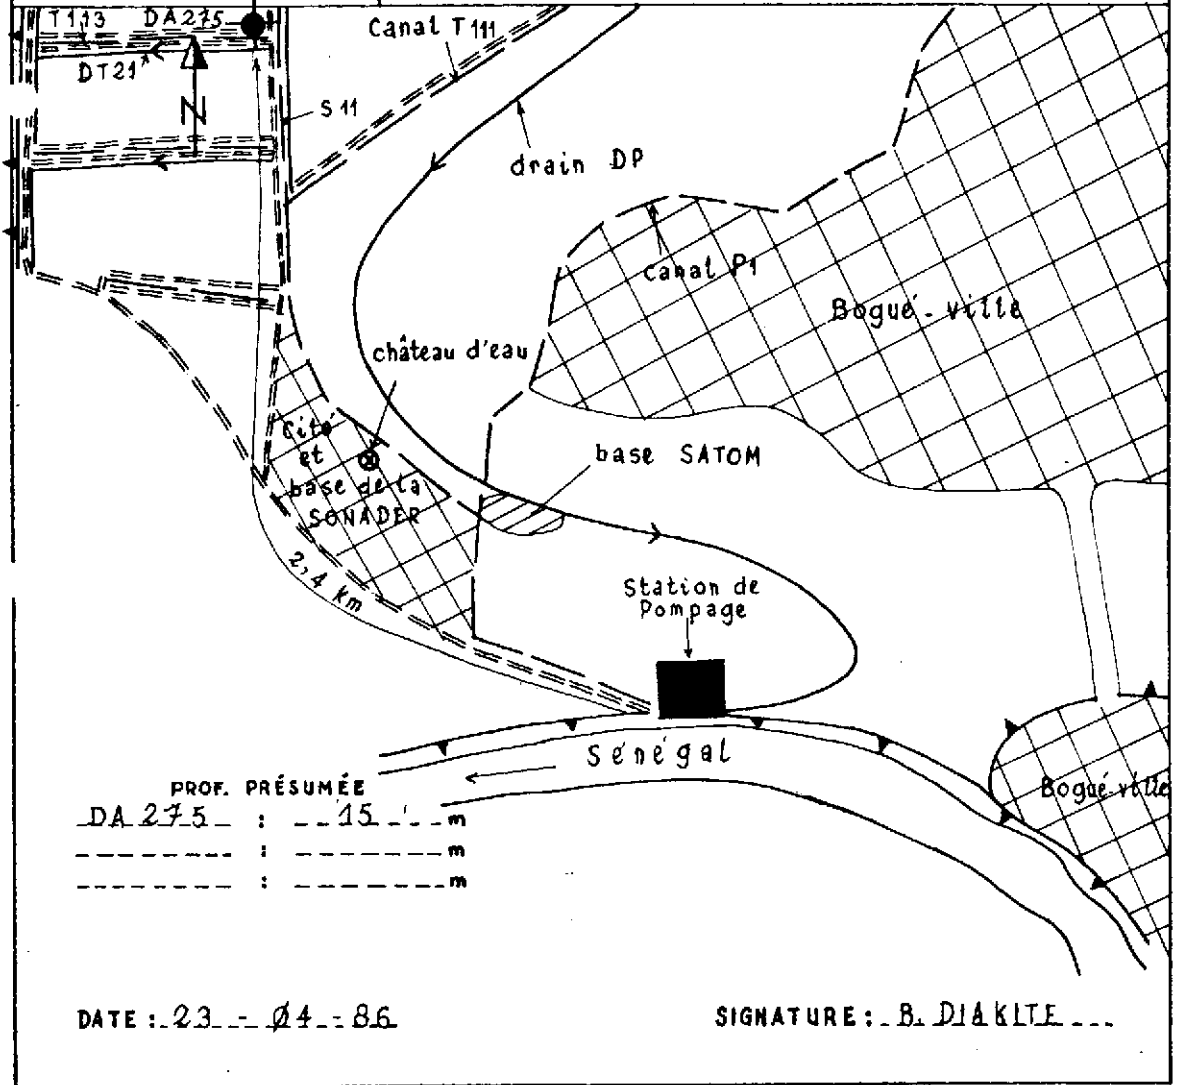 T113 DA275
Canal T111
DT21
N
S11
drain DP
canal P1
Bogué-ville
château d'eau
Cité
et
base de la
SONADER
base SATOM
2,4 km
Station de
Pompage
Sénégal
Bogué-ville
PROF. PRÉSUMÉE
DA 275 : 15 m
: m
: m
DATE : 23 - Ø4 - 86
SIGNATURE : B. DIAKITE